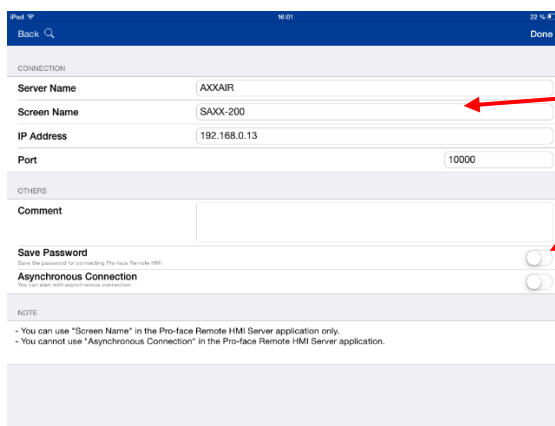 iPad 16:01 22 %
Back Done
CONNECTION
Server Name AXXAIR
Screen Name SAXX-200
IP Address 192.168.0.13
Port 10000
OTHERS
Comment
Save Password
Save the password for connecting Pro-face Remote HMI
Asynchronous Connection
You can start with asynchronous connection
NOTE
- You can use "Screen Name" in the Pro-face Remote HMI Server application only.
- You cannot use "Asynchronous Connection" in the Pro-face Remote HMI Server application.